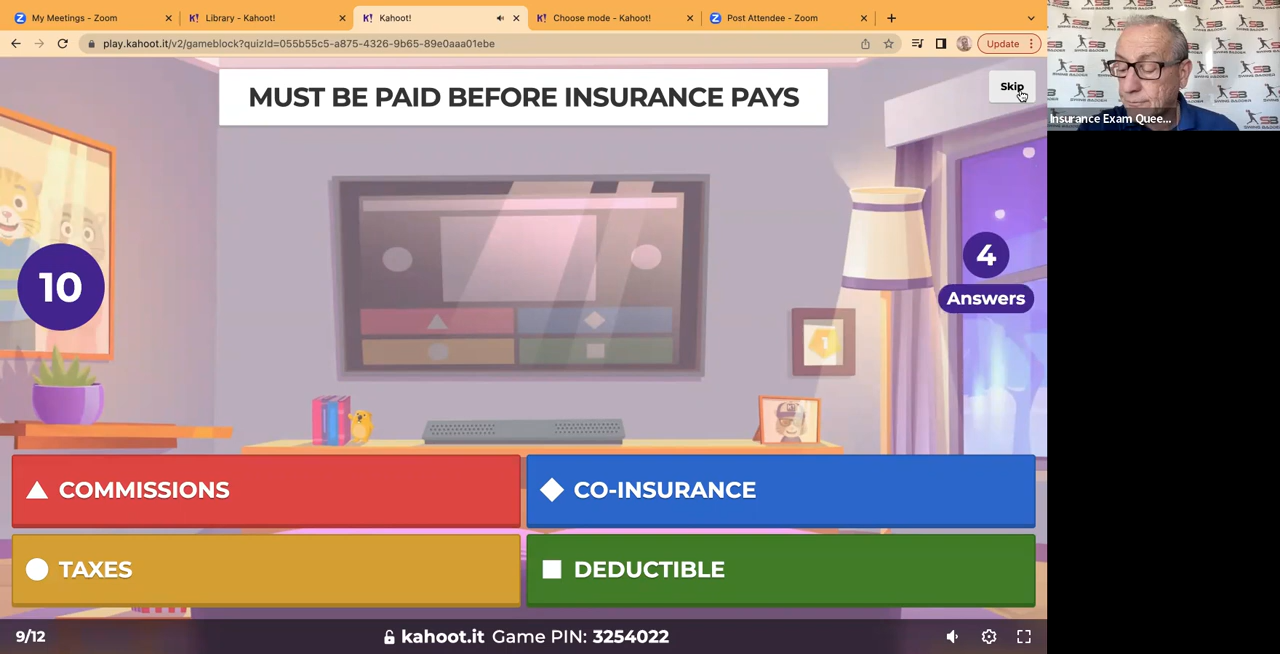 My Meetings - Zoom
Library - Kahoot!
K! Kahoot!
K! Choose mode - Kahoot!
Post Attendee - Zoom
play.kahoot.it/v2/gameblock?quizId=055b55c5-a875-4326-9b65-89e0aaa01ebe
Update
MUST BE PAID BEFORE INSURANCE PAYS
Skip
Insurance Exam Quee...
10
4
Answers
1
COMMISSIONS
CO-INSURANCE
TAXES
DEDUCTIBLE
9/12
kahoot.it Game PIN: 3254022